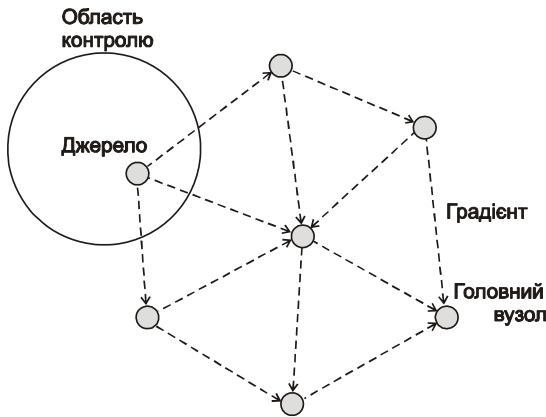 Область
контролю
Джерело
Градієнт
Головний
вузол